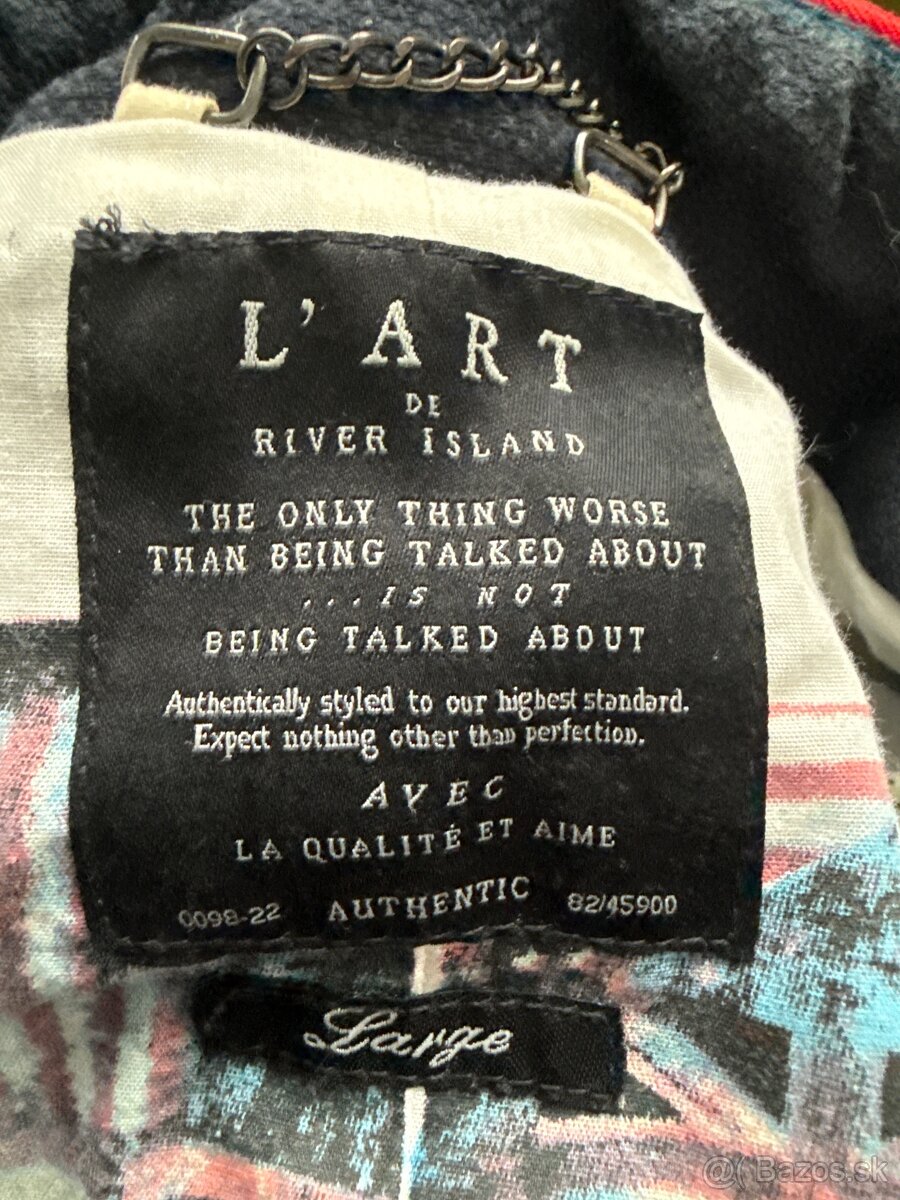 L'ART
DE
RIVER ISLAND
THE ONLY THING WORSE
THAN BEING TALKED ABOUT
...IS NOT
BEING TALKED ABOUT
Authentically styled to our highest standard.
Expect nothing other than perfection.
AVEC
LA QUALITÉ ET AIME
0098-22 AUTHENTIC 82/45900
Large
@ Bazos.sk